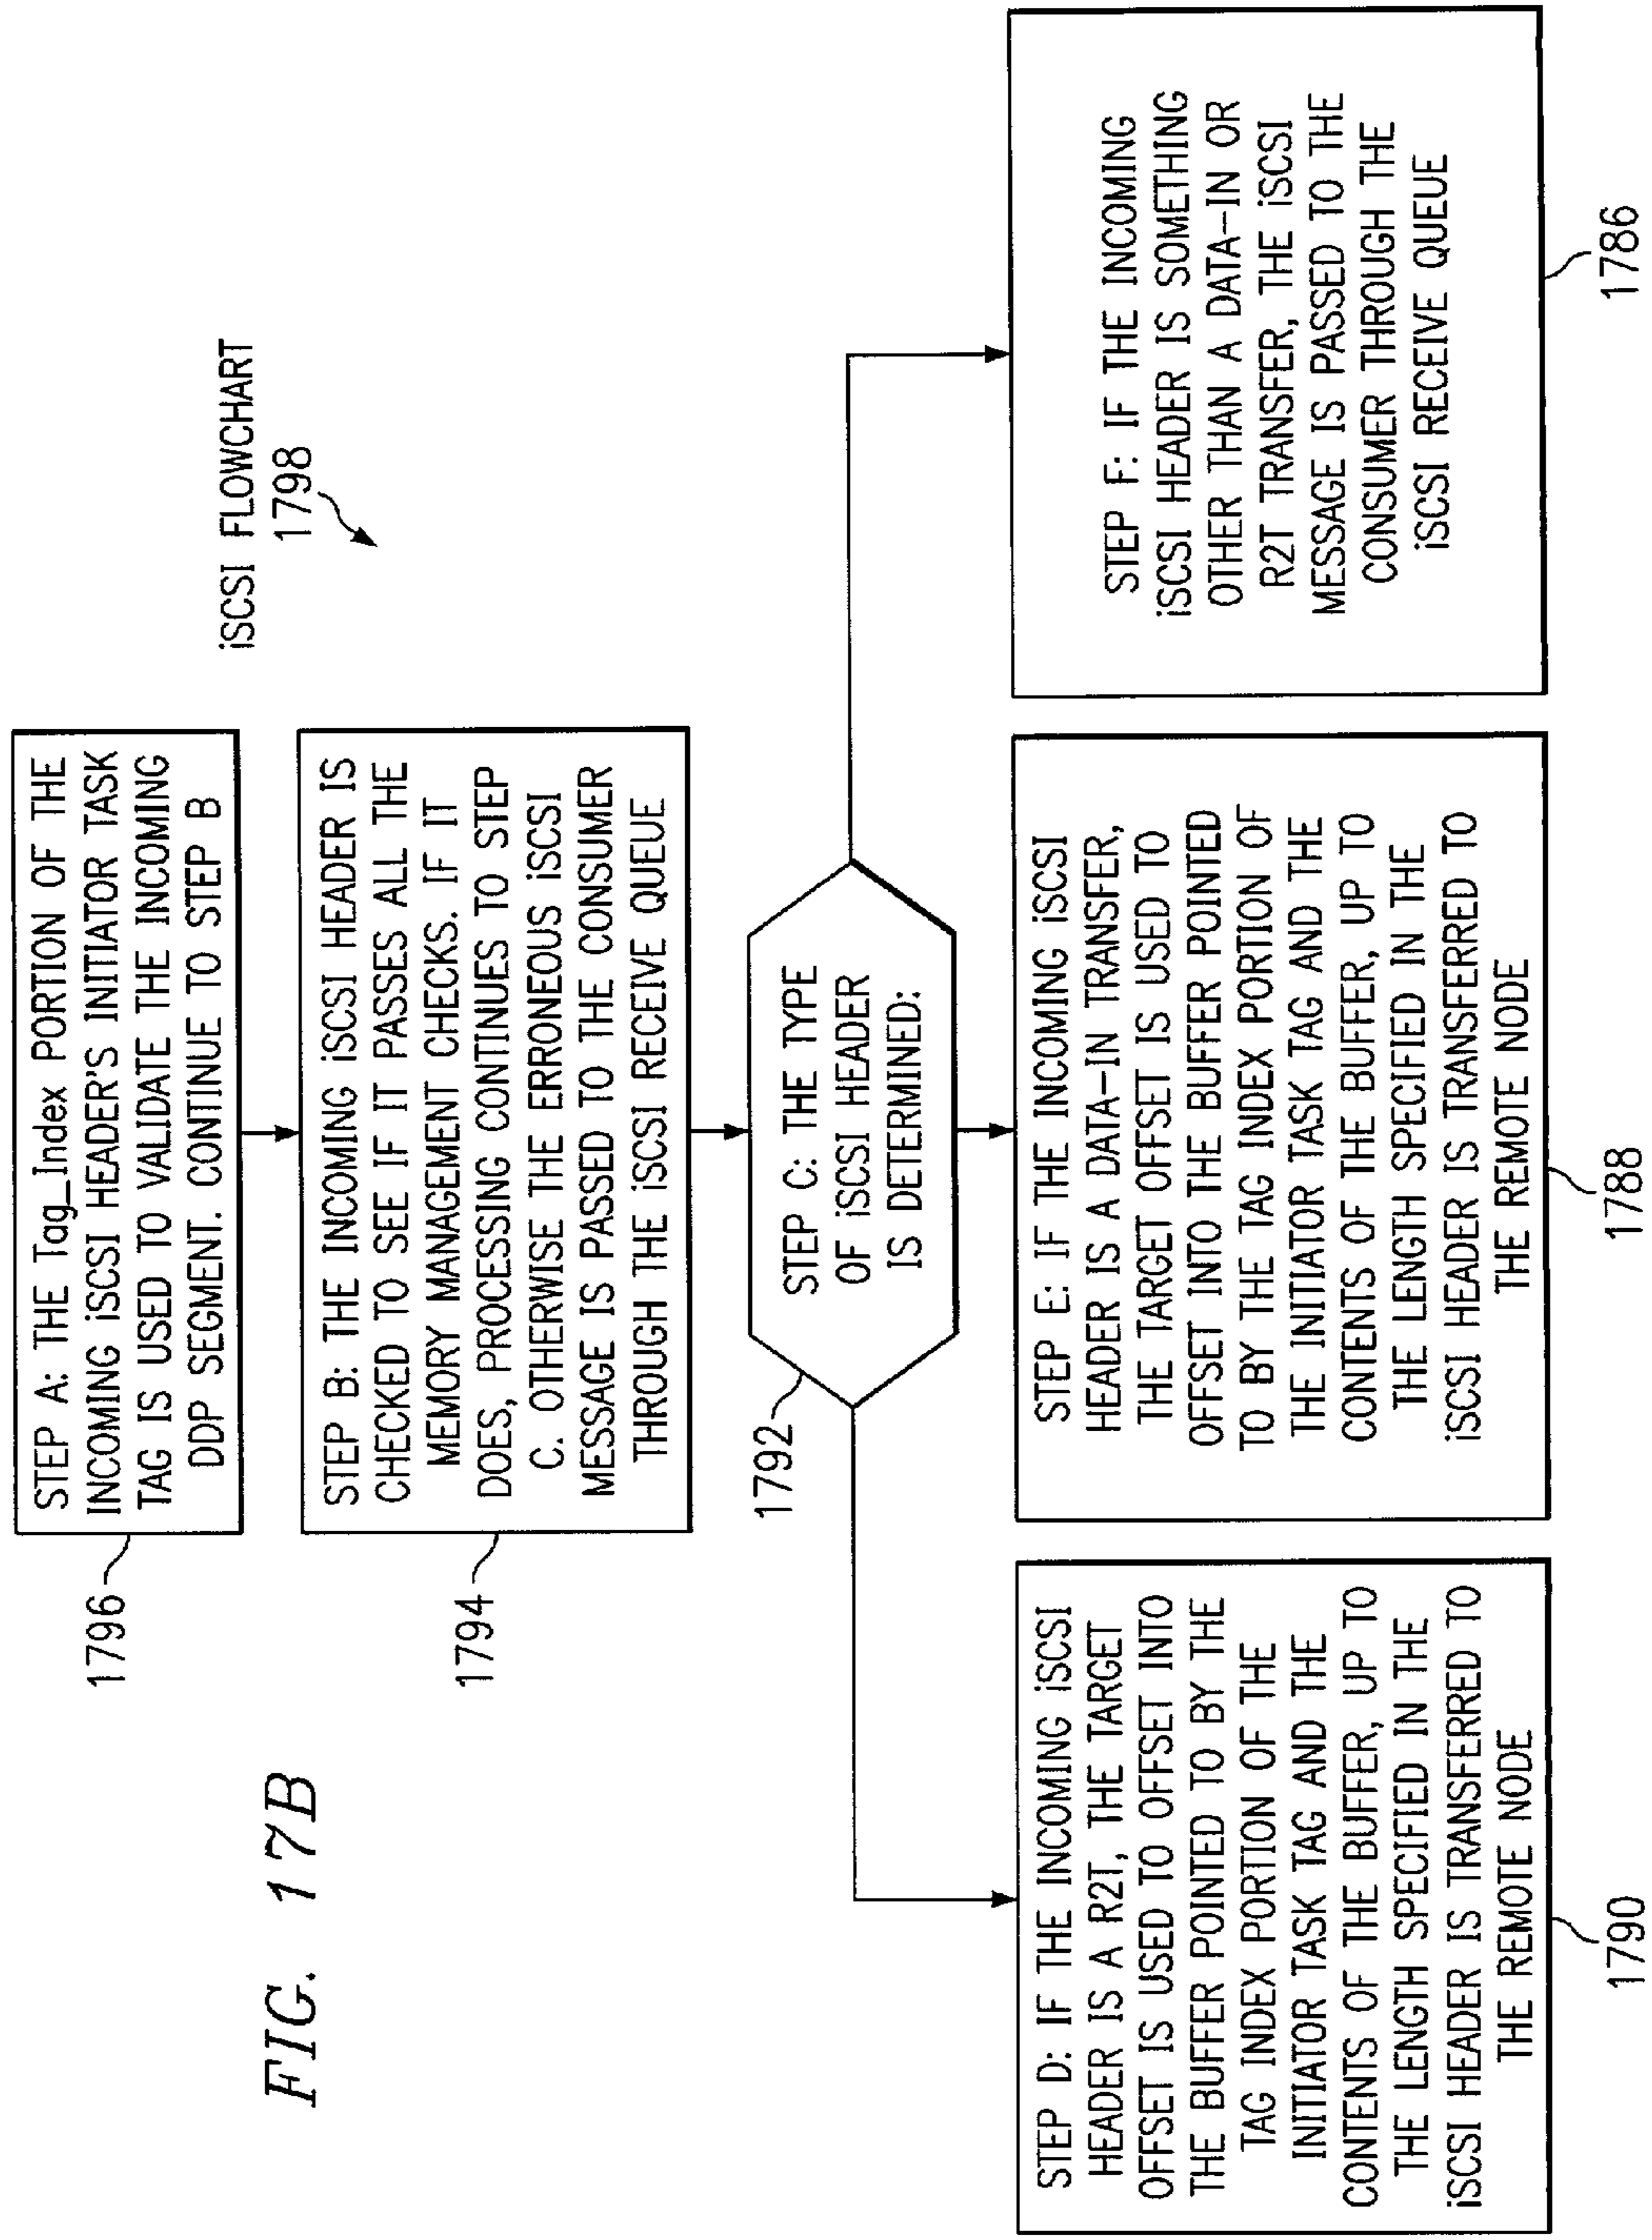 FIG. 17B
iSCSI FLOWCHART
1798
1796
STEP A: THE Tag_Index PORTION OF THE
INCOMING iSCSI HEADER'S INITIATOR TASK
TAG IS USED TO VALIDATE THE INCOMING
DDP SEGMENT. CONTINUE TO STEP B
1794
STEP B: THE INCOMING iSCSI HEADER IS
CHECKED TO SEE IF IT PASSES ALL THE
MEMORY MANAGEMENT CHECKS. IF IT
DOES, PROCESSING CONTINUES TO STEP
C. OTHERWISE THE ERRONEOUS iSCSI
MESSAGE IS PASSED TO THE CONSUMER
THROUGH THE iSCSI RECEIVE QUEUE
1792
STEP C: THE TYPE
OF iSCSI HEADER
IS DETERMINED:
STEP D: IF THE INCOMING iSCSI
HEADER IS A R2T, THE TARGET
OFFSET IS USED TO OFFSET INTO
THE BUFFER POINTED TO BY THE
TAG INDEX PORTION OF THE
INITIATOR TASK TAG AND THE
CONTENTS OF THE BUFFER, UP TO
THE LENGTH SPECIFIED IN THE
iSCSI HEADER IS TRANSFERRED TO
THE REMOTE NODE
1790
STEP E: IF THE INCOMING iSCSI
HEADER IS A DATA-IN TRANSFER,
THE TARGET OFFSET IS USED TO
OFFSET INTO THE BUFFER POINTED
TO BY THE TAG INDEX PORTION OF
THE INITIATOR TASK TAG AND THE
CONTENTS OF THE BUFFER, UP TO
THE LENGTH SPECIFIED IN THE
iSCSI HEADER IS TRANSFERRED TO
THE REMOTE NODE
1788
STEP F: IF THE INCOMING
iSCSI HEADER IS SOMETHING
OTHER THAN A DATA-IN OR
R2T TRANSFER, THE iSCSI
MESSAGE IS PASSED TO THE
CONSUMER THROUGH THE
iSCSI RECEIVE QUEUE
1786